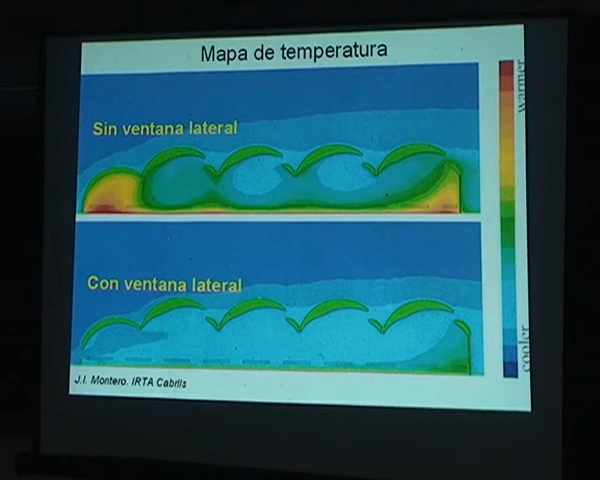 Mapa de temperatura
Sin ventana lateral
warmer
Con ventana lateral
cooler
J.I. Montero. IRTA Cabrils